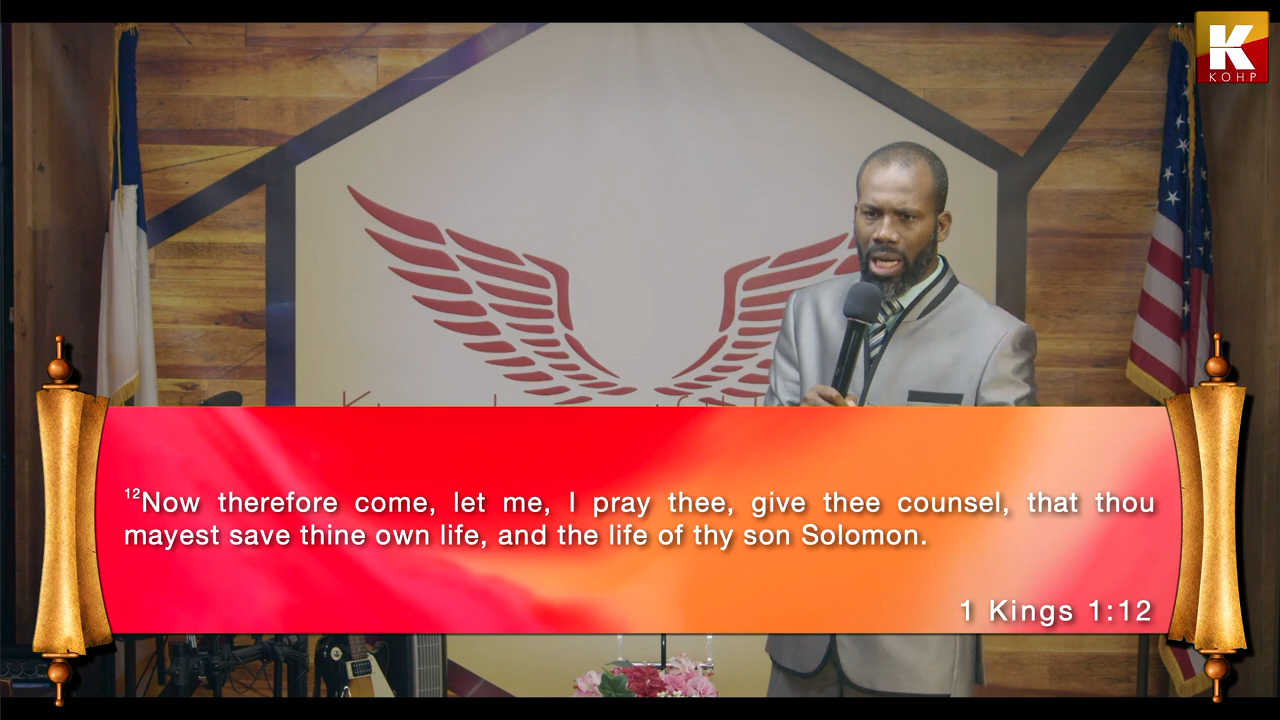 K
KOHP
¹²Now therefore come, let me, I pray thee, give thee counsel, that thou
mayest save thine own life, and the life of thy son Solomon.
1 Kings 1:12